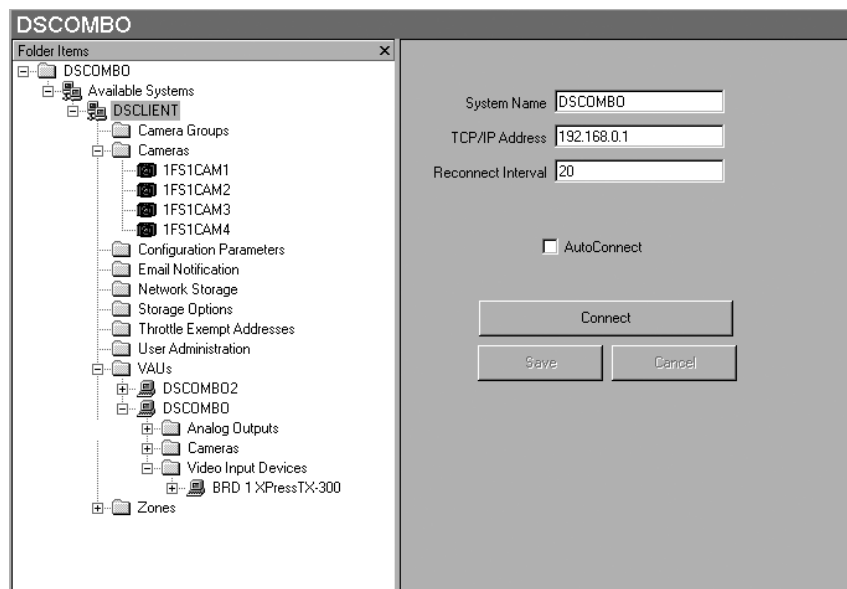 DSCOMBO
Folder Items
DSCOMBO
Available Systems
DSCLIENT
Camera Groups
Cameras
1FS1CAM1
1FS1CAM2
1FS1CAM3
1FS1CAM4
Configuration Parameters
Email Notification
Network Storage
Storage Options
Throttle Exempt Addresses
User Administration
VAUs
DSCOMBO2
DSCOMBO
Analog Outputs
Cameras
Video Input Devices
BRD 1 XPressTX-300
Zones
System Name DSCOMBO
TCP/IP Address 192.168.0.1
Reconnect Interval 20
AutoConnect
Connect
Save Cancel